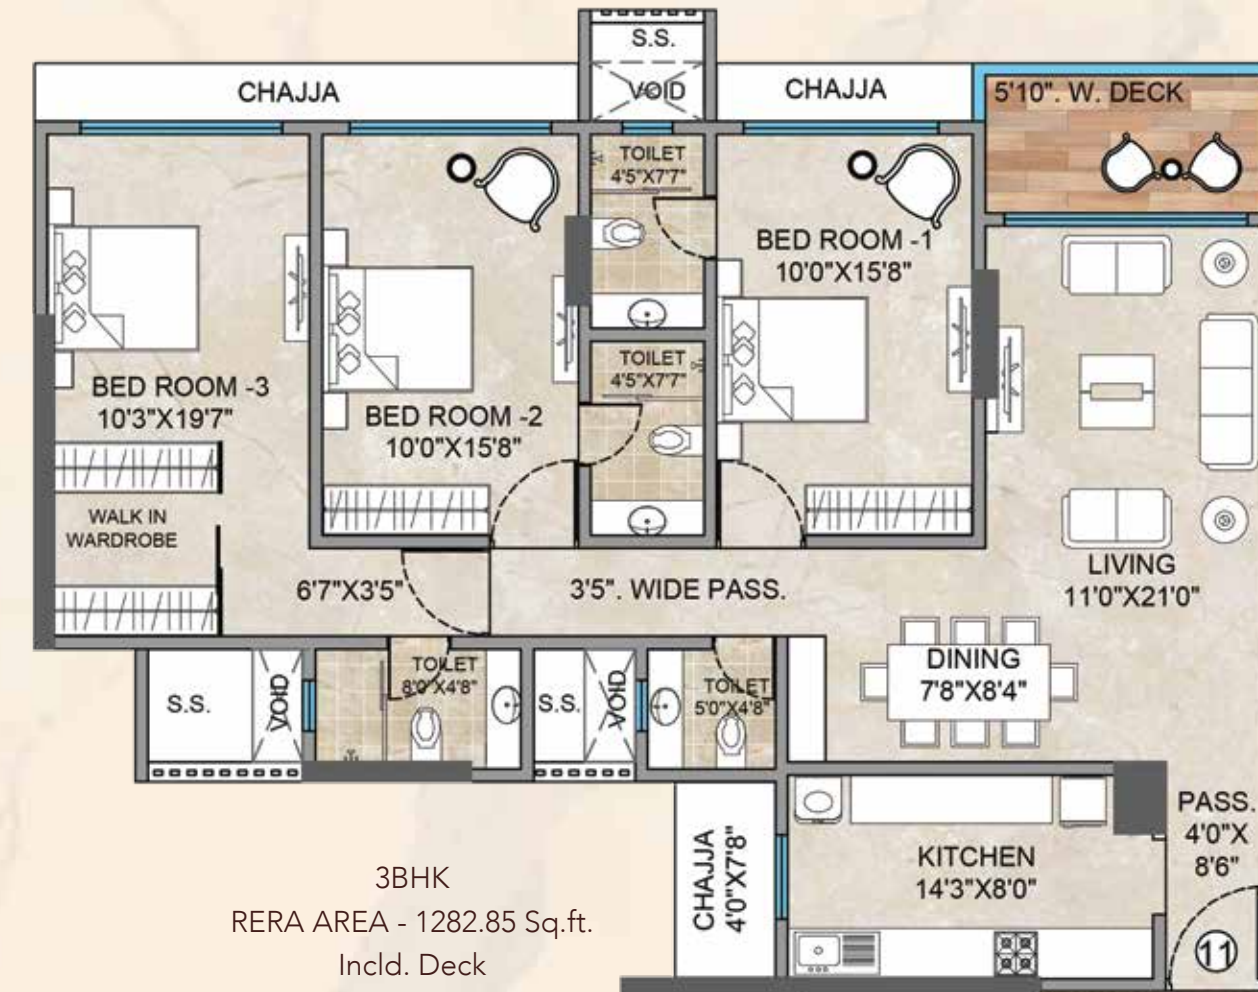 S.S.
VOID
CHAJJA
CHAJJA
5'10". W. DECK
TOILET
4'5"X7'7"
BED ROOM -1
10'0"X15'8"
TOILET
4'5"X7'7"
BED ROOM -3
10'3"X19'7"
BED ROOM -2
10'0"X15'8"
WALK IN
WARDROBE
LIVING
11'0"X21'0"
6'7"X3'5"
3'5". WIDE PASS.
DINING
7'8"X8'4"
S.S.
VOID
TOILET
8'0"X4'8"
S.S.
VOID
TOILET
5'0"X4'8"
PASS.
4'0"X
8'6"
CHAJJA
4'0"X7'8"
KITCHEN
14'3"X8'0"
11
3BHK
RERA AREA - 1282.85 Sq.ft.
Incld. Deck